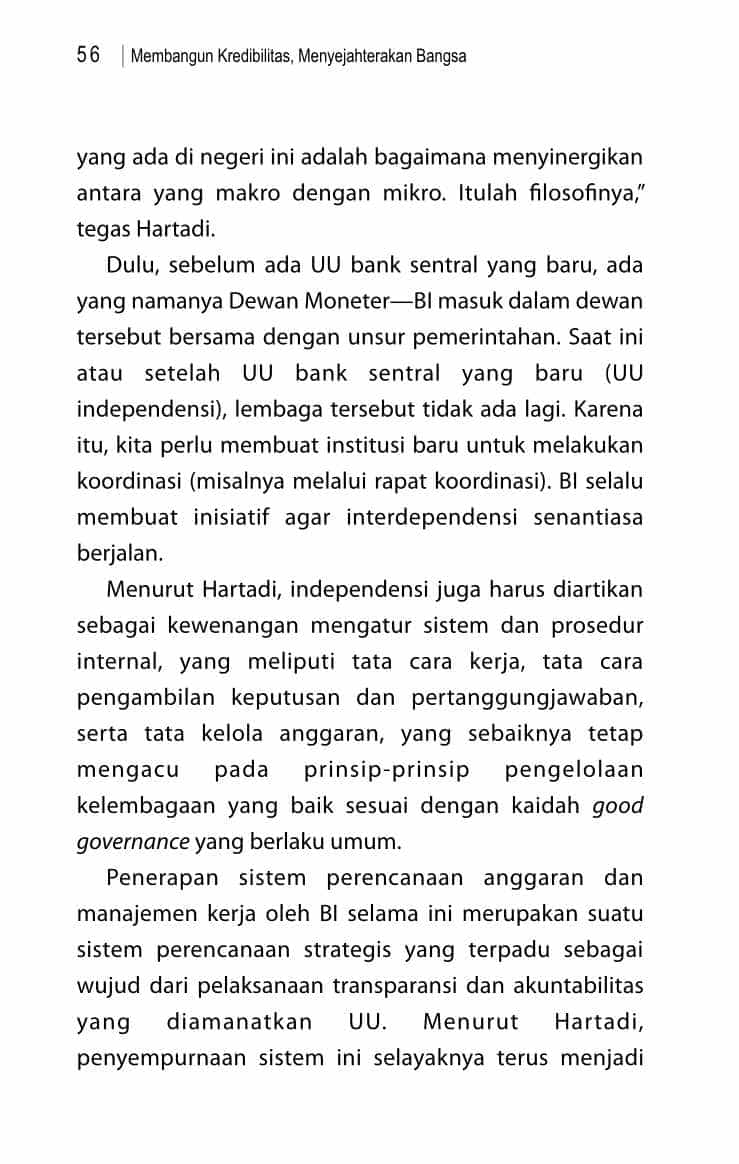 56 | Membangun Kredibilitas, Menyejahterakan Bangsa
yang ada di negeri ini adalah bagaimana menyinergikan
antara yang makro dengan mikro. Itulah filosofinya,”
tegas Hartadi.
Dulu, sebelum ada UU bank sentral yang baru, ada
yang namanya Dewan Moneter—BI masuk dalam dewan
tersebut bersama dengan unsur pemerintahan. Saat ini
atau setelah UU bank sentral yang baru (UU
independensi), lembaga tersebut tidak ada lagi. Karena
itu, kita perlu membuat institusi baru untuk melakukan
koordinasi (misalnya melalui rapat koordinasi). BI selalu
membuat inisiatif agar interdependensi senantiasa
berjalan.
Menurut Hartadi, independensi juga harus diartikan
sebagai kewenangan mengatur sistem dan prosedur
internal, yang meliputi tata cara kerja, tata cara
pengambilan keputusan dan pertanggungjawaban,
serta tata kelola anggaran, yang sebaiknya tetap
mengacu pada prinsip-prinsip pengelolaan
kelembagaan yang baik sesuai dengan kaidah good
governance yang berlaku umum.
Penerapan sistem perencanaan anggaran dan
manajemen kerja oleh BI selama ini merupakan suatu
sistem perencanaan strategis yang terpadu sebagai
wujud dari pelaksanaan transparansi dan akuntabilitas
yang diamanatkan UU. Menurut Hartadi,
penyempurnaan sistem ini selayaknya terus menjadi